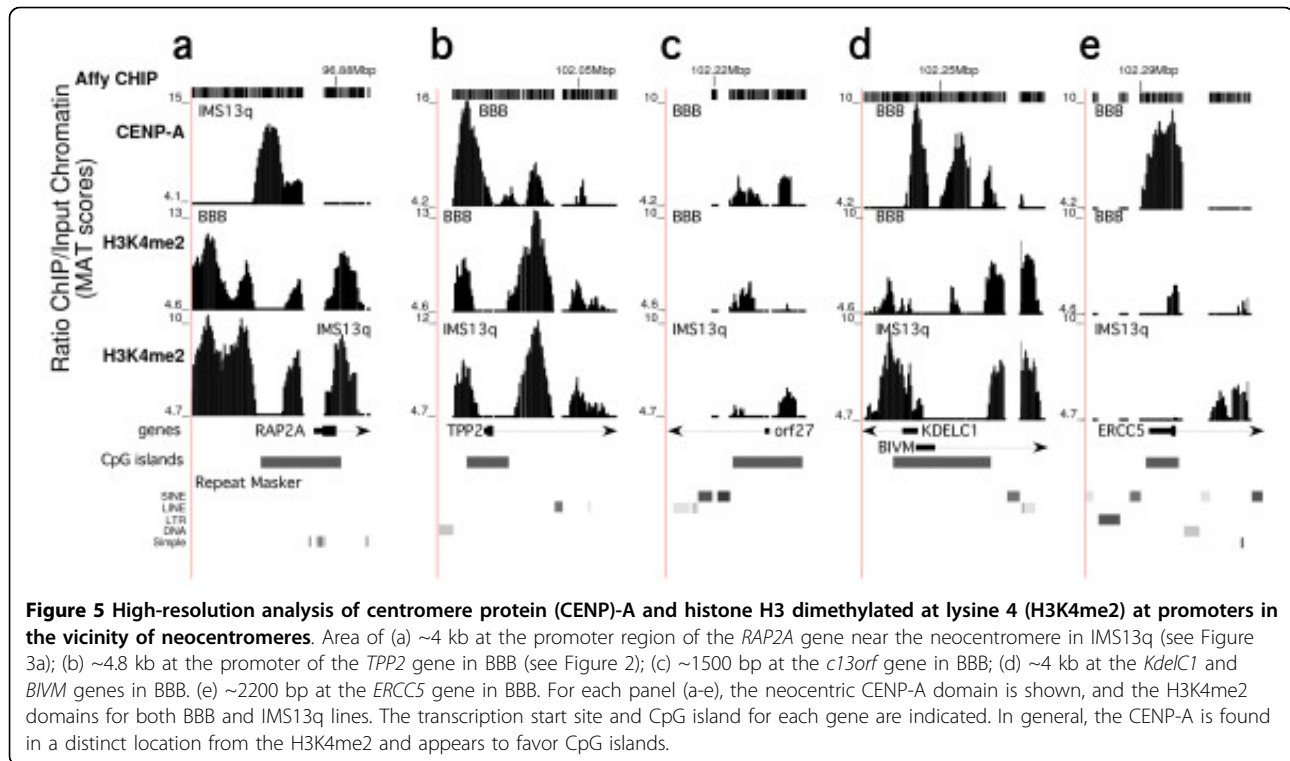 a b c d e
Affy CHIP
96.88Mbp 102.05Mbp 102.22Mbp 102.25Mbp 102.29Mbp
15 16 10 10 10
IMS13q BBB BBB BBB BBB
CENP-A
4.1 4.2 4.2 4.2 4.2
13 13 10 10 10
BBB BBB BBB BBB BBB
H3K4me2
4.6 4.6 4.6 4.6 4.6
10 12 10 10 10
IMS13q IMS13q IMS13q IMS13q IMS13q
H3K4me2
4.7 4.7 4.7 4.7 4.7
Ratio ChIP/Input Chromatin
(MAT scores)
genes RAP2A TPP2 orf27 KDELC1 ERCC5
BIVM
CpG islands
Repeat Masker
SINE
LINE
LTR
DNA
Simple
Figure 5 High-resolution analysis of centromere protein (CENP)-A and histone H3 dimethylated at lysine 4 (H3K4me2) at promoters in
the vicinity of neocentromeres. Area of (a) ~4 kb at the promoter region of the RAP2A gene near the neocentromere in IMS13q (see Figure
3a); (b) ~4.8 kb at the promoter of the TPP2 gene in BBB (see Figure 2); (c) ~1500 bp at the c13orf gene in BBB; (d) ~4 kb at the KdelC1 and
BIVM genes in BBB. (e) ~2200 bp at the ERCC5 gene in BBB. For each panel (a-e), the neocentric CENP-A domain is shown, and the H3K4me2
domains for both BBB and IMS13q lines. The transcription start site and CpG island for each gene are indicated. In general, the CENP-A is found
in a distinct location from the H3K4me2 and appears to favor CpG islands.